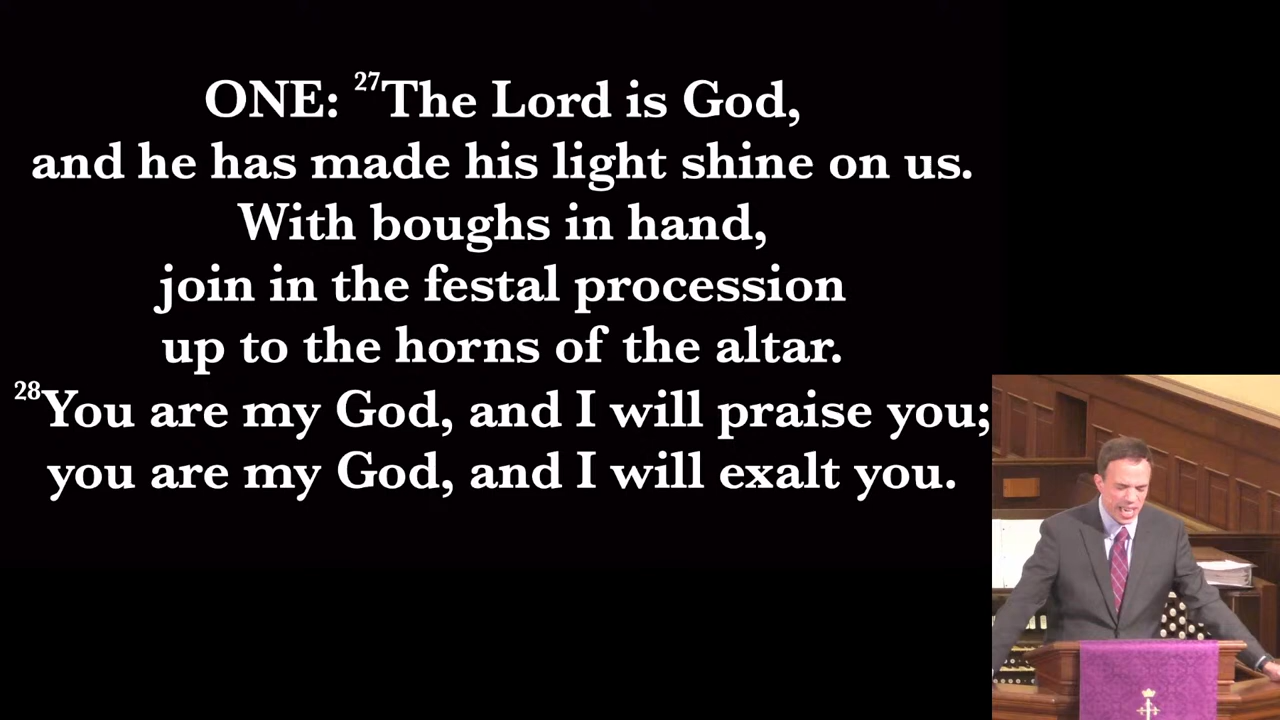 ONE: ²⁷The Lord is God,
and he has made his light shine on us.
With boughs in hand,
join in the festal procession
up to the horns of the altar.
²⁸You are my God, and I will praise you;
you are my God, and I will exalt you.